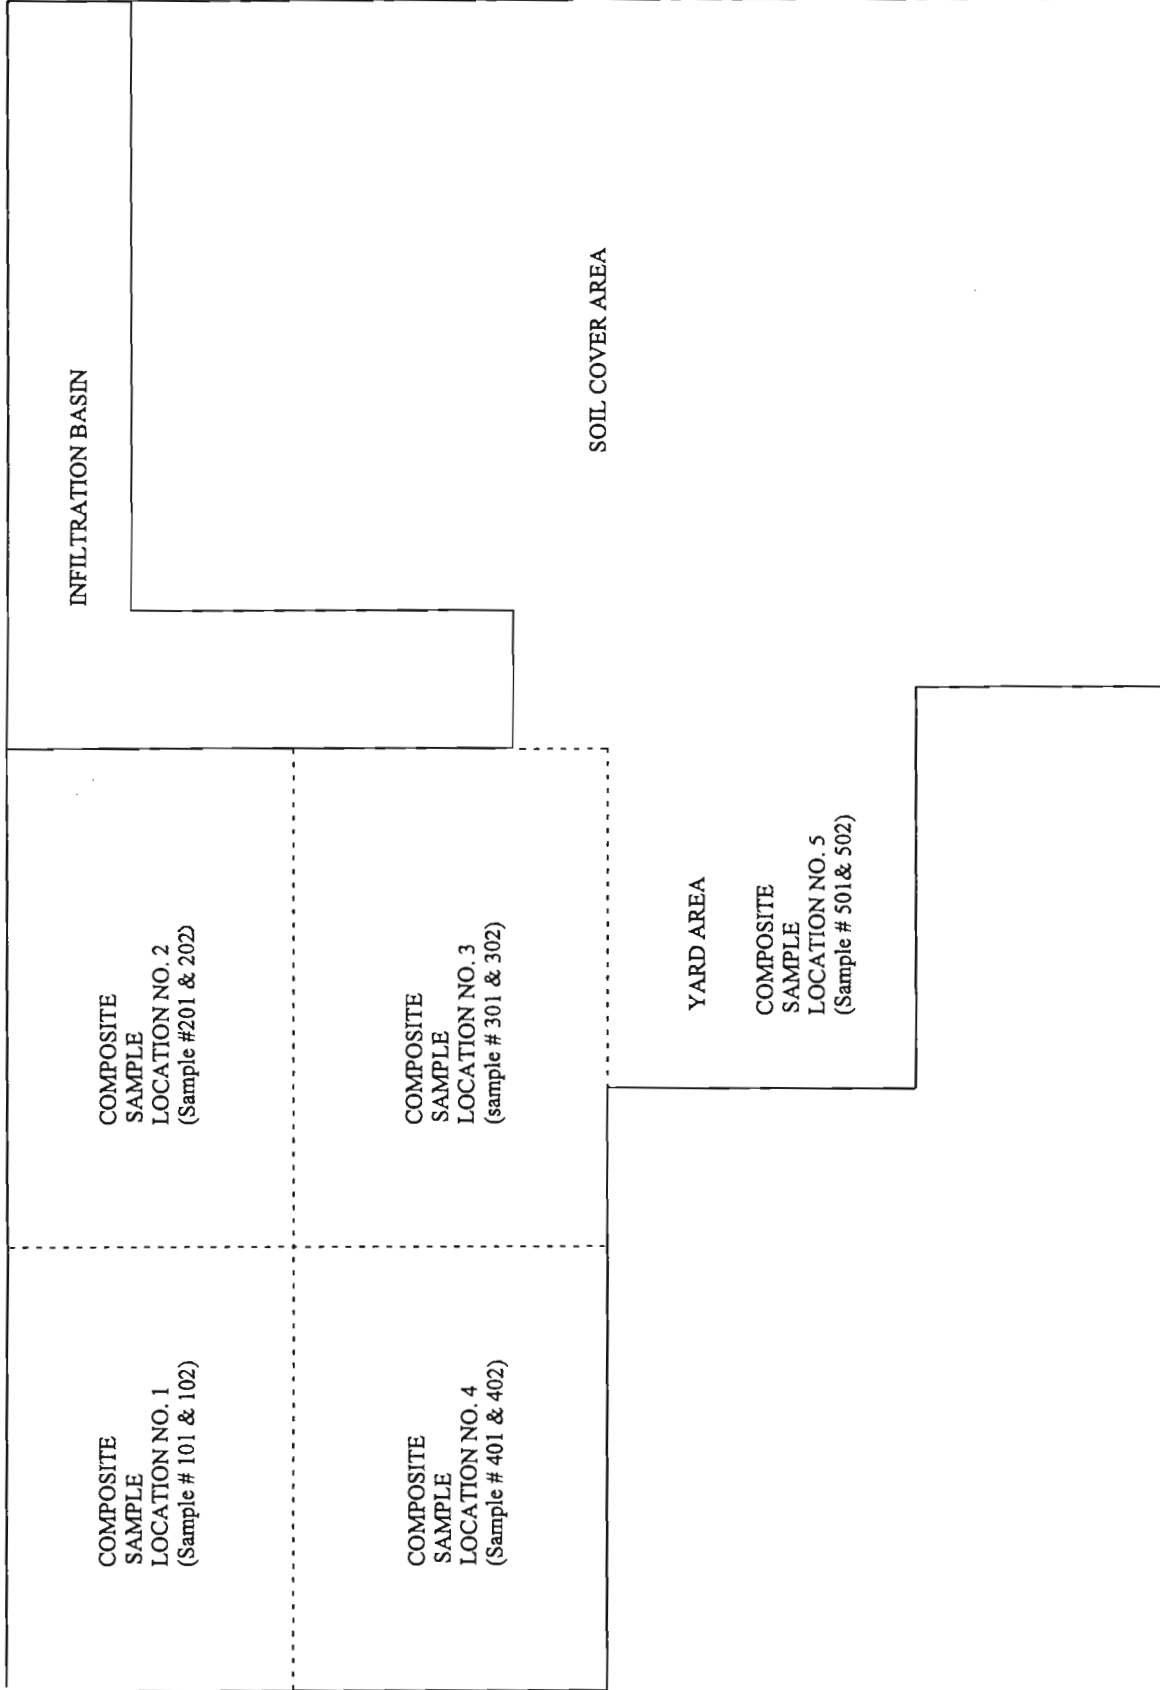 COMPOSITE
SAMPLE
LOCATION NO. 1
(Sample # 101 & 102)
COMPOSITE
SAMPLE
LOCATION NO. 2
(Sample #201 & 202)
INFILTRATION BASIN
COMPOSITE
SAMPLE
LOCATION NO. 4
(Sample # 401 & 402)
COMPOSITE
SAMPLE
LOCATION NO. 3
(sample # 301 & 302)
SOIL COVER AREA
YARD AREA
COMPOSITE
SAMPLE
LOCATION NO. 5
(Sample # 501& 502)